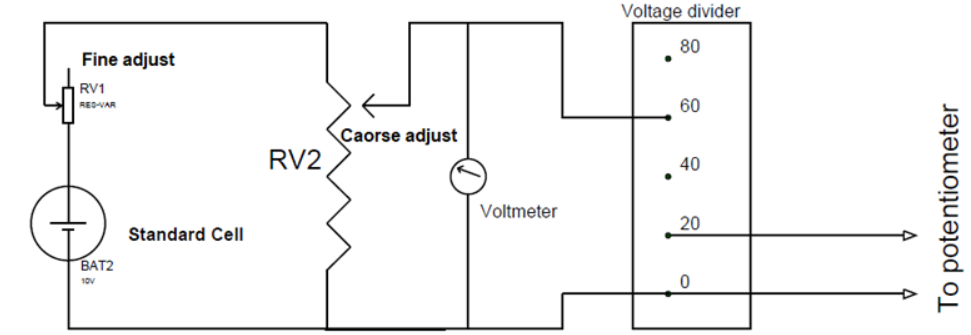 Voltage divider
80
Fine adjust
RV1
RES-VAR
60
Caorse adjust
RV2
40
Voltmeter
20
Standard Cell
BAT2
10V
0
To potentiometer